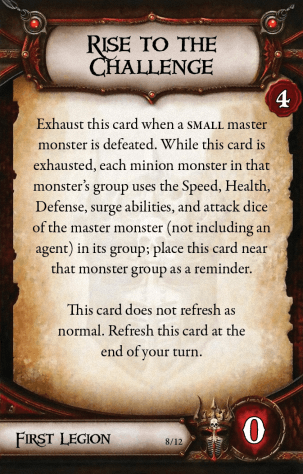 RISE TO THE
CHALLENGE
4
Exhaust this card when a SMALL master
monster is defeated. While this card is
exhausted, each minion monster in that
monster's group uses the Speed, Health,
Defense, surge abilities, and attack dice
of the master monster (not including an
agent) in its group; place this card near
that monster group as a reminder.
This card does not refresh as
normal. Refresh this card at the
end of your turn.
FIRST LEGION
8/12
0